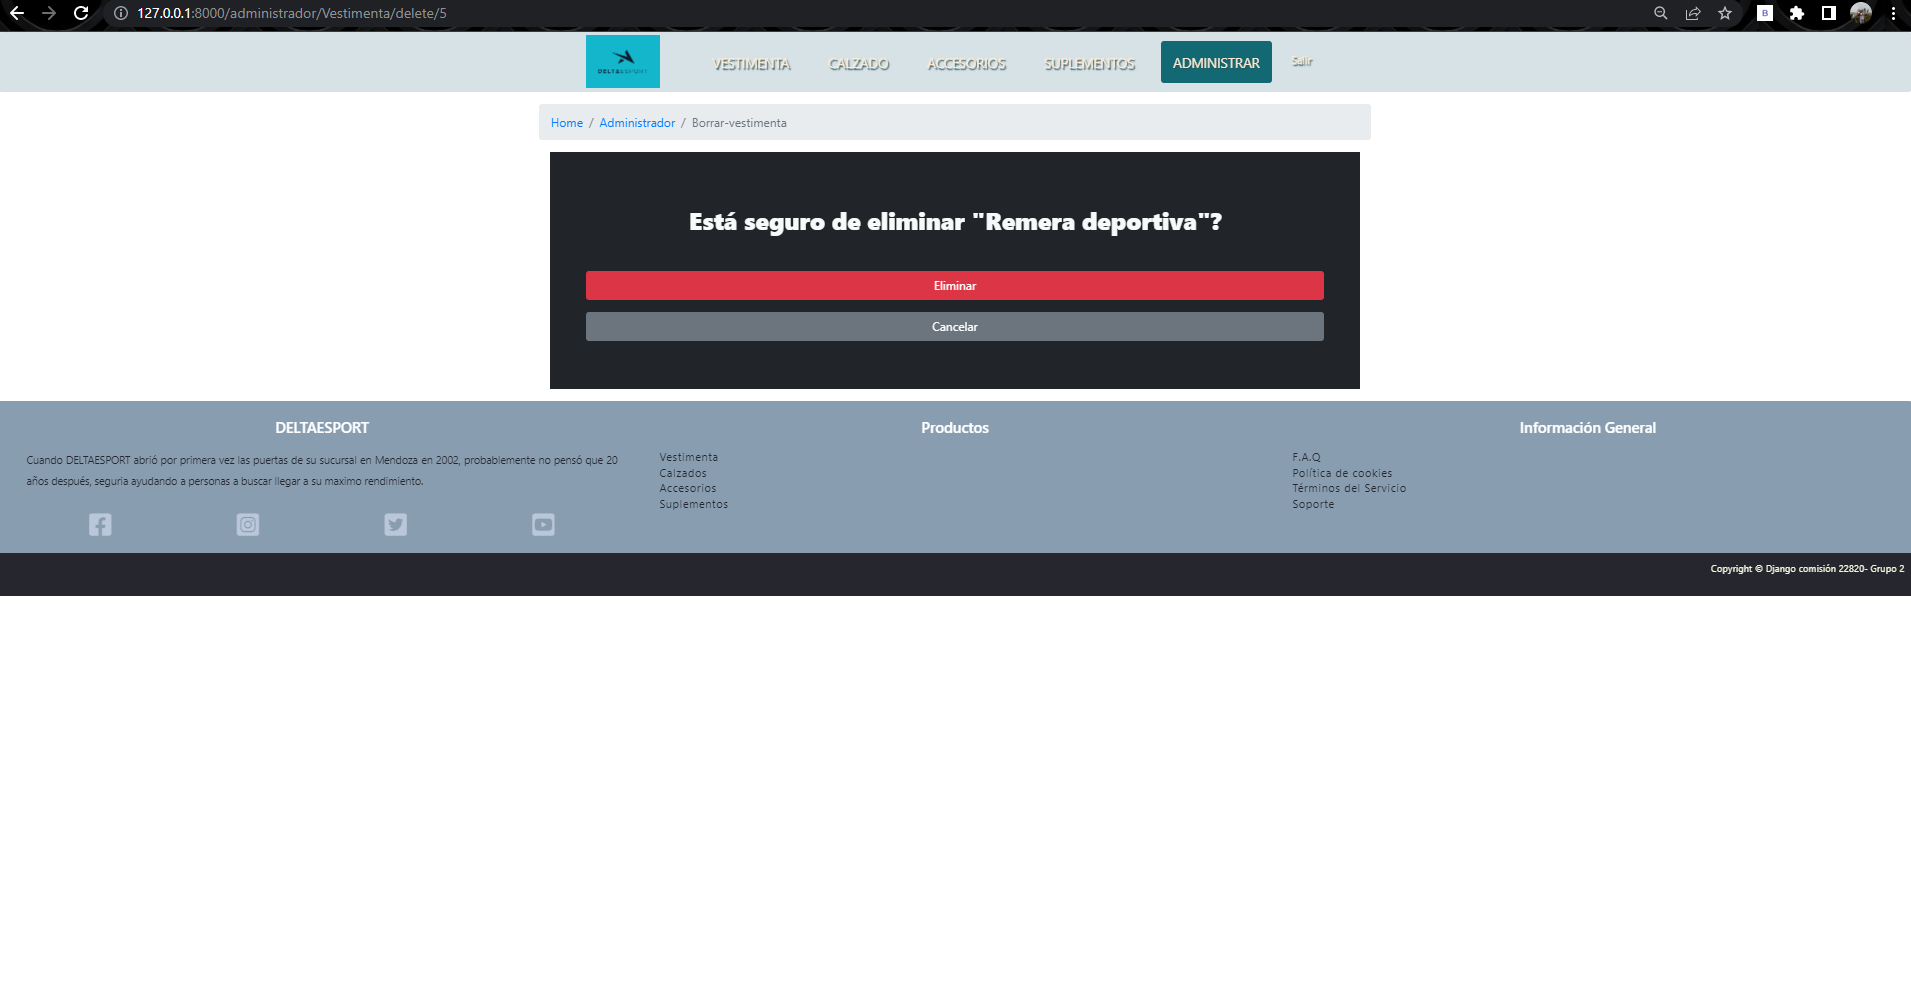 127.0.0.1:8000/administrador/Vestimenta/delete/5
B
DELTAESPORT
VESTIMENTA
CALZADO
ACCESORIOS
SUPLEMENTOS
ADMINISTRAR
Salir
Home / Administrador / Borrar-vestimenta
Está seguro de eliminar "Remera deportiva"?
Eliminar
Cancelar
DELTAESPORT
Cuando DELTAESPORT abrió por primera vez las puertas de su sucursal en Mendoza en 2002, probablemente no pensó que 20
años después, seguria ayudando a personas a buscar llegar a su maximo rendimiento.
Productos
Vestimenta
Calzados
Accesorios
Suplementos
Información General
F.A.Q
Política de cookies
Términos del Servicio
Soporte
Copyright © Django comisión 22820- Grupo 2